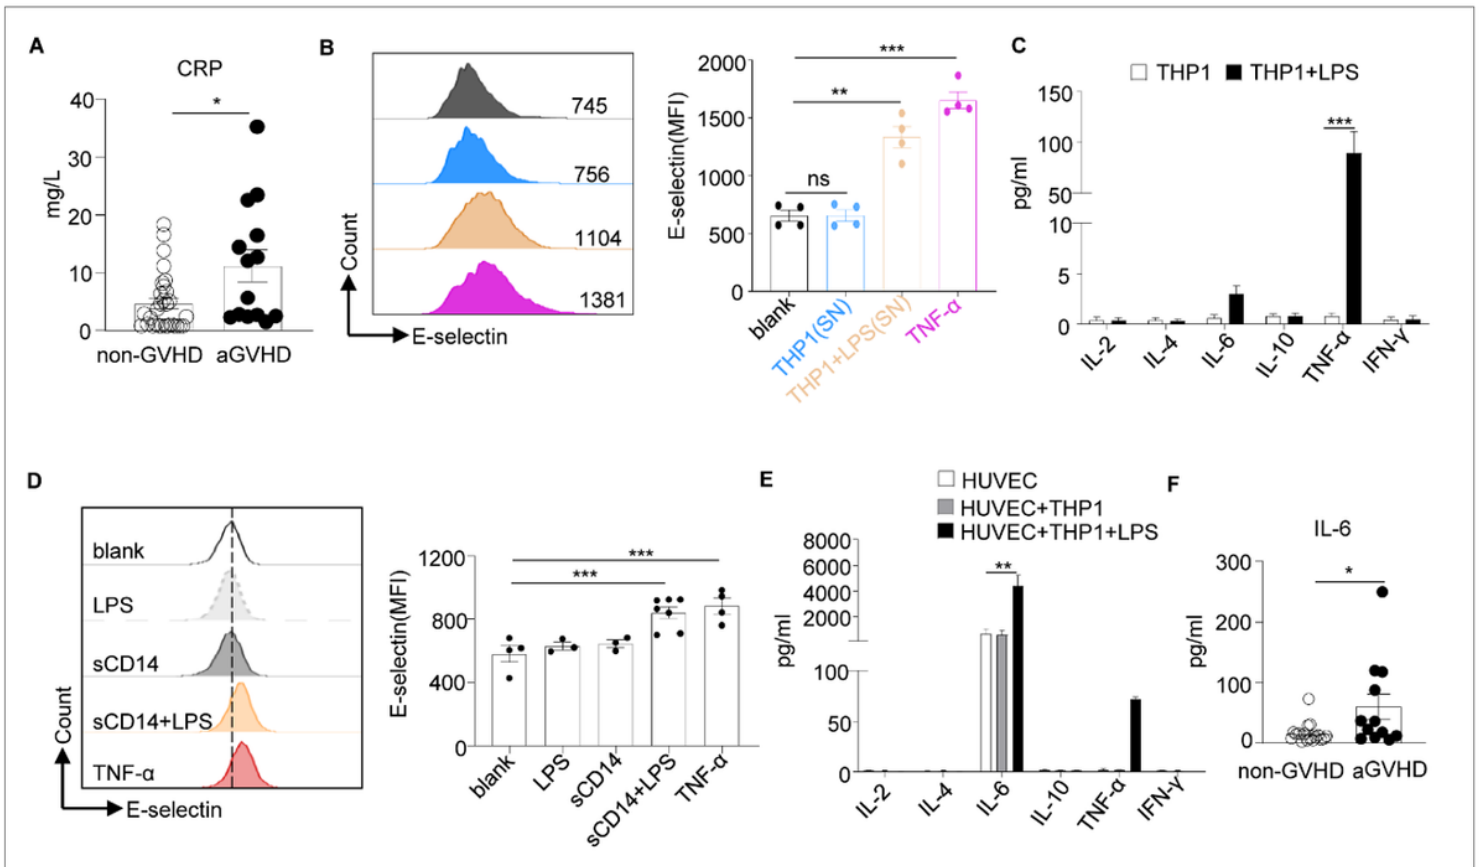 A
CRP
*
40
30
20
10
0
mg/L
non-GVHD
aGVHD
B
745
756
1104
1381
Count
E-selectin
***
**
ns
2000
1500
1000
500
0
E-selectin(MFI)
blank
THP1(SN)
THP1+LPS(SN)
TNF-α
C
THP1
THP1+LPS
***
150
100
50
10
5
0
pg/ml
IL-2
IL-4
IL-6
IL-10
TNF-α
IFN-γ
D
blank
LPS
sCD14
sCD14+LPS
TNF-α
Count
E-selectin
***
***
1200
800
400
0
E-selectin(MFI)
blank
LPS
sCD14
sCD14+LPS
TNF-α
E
HUVEC
HUVEC+THP1
HUVEC+THP1+LPS
**
8000
6000
4000
2000
100
50
0
pg/ml
IL-2
IL-4
IL-6
IL-10
TNF-α
IFN-γ
F
IL-6
*
300
200
100
0
pg/ml
non-GVHD
aGVHD